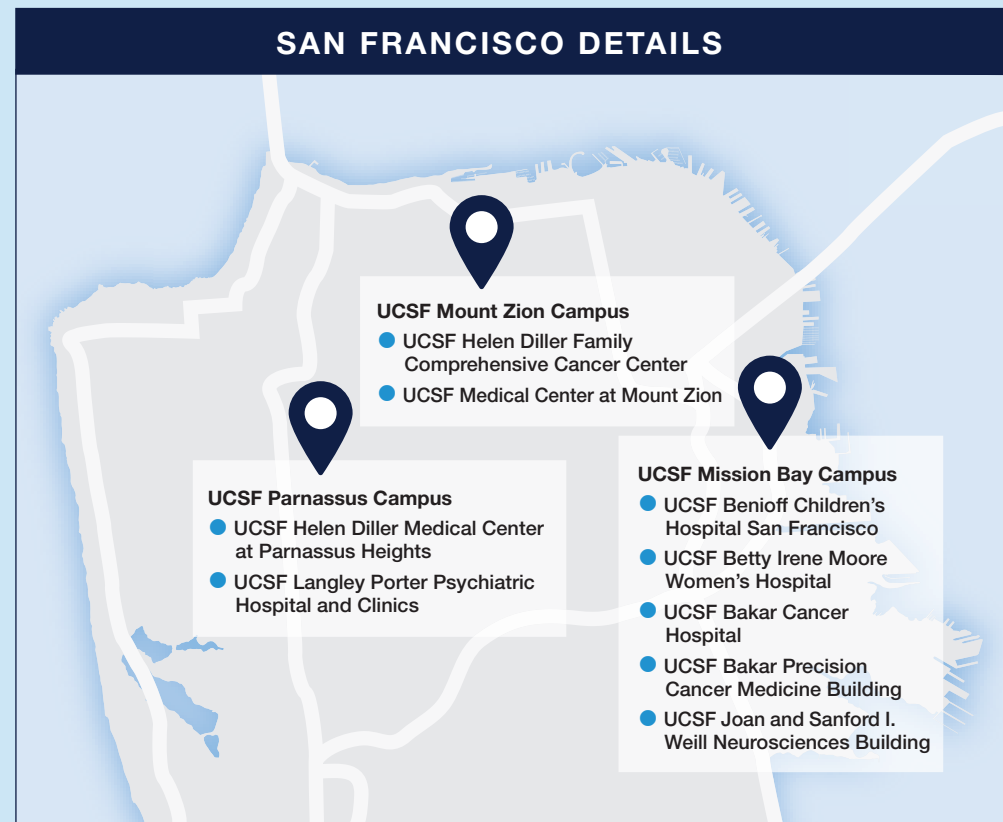 SAN FRANCISCO DETAILS
UCSF Mount Zion Campus
UCSF Helen Diller Family
Comprehensive Cancer Center
UCSF Medical Center at Mount Zion
UCSF Parnassus Campus
UCSF Helen Diller Medical Center
at Parnassus Heights
UCSF Langley Porter Psychiatric
Hospital and Clinics
UCSF Mission Bay Campus
UCSF Benioff Children’s
Hospital San Francisco
UCSF Betty Irene Moore
Women’s Hospital
UCSF Bakar Cancer
Hospital
UCSF Bakar Precision
Cancer Medicine Building
UCSF Joan and Sanford I.
Weill Neurosciences Building